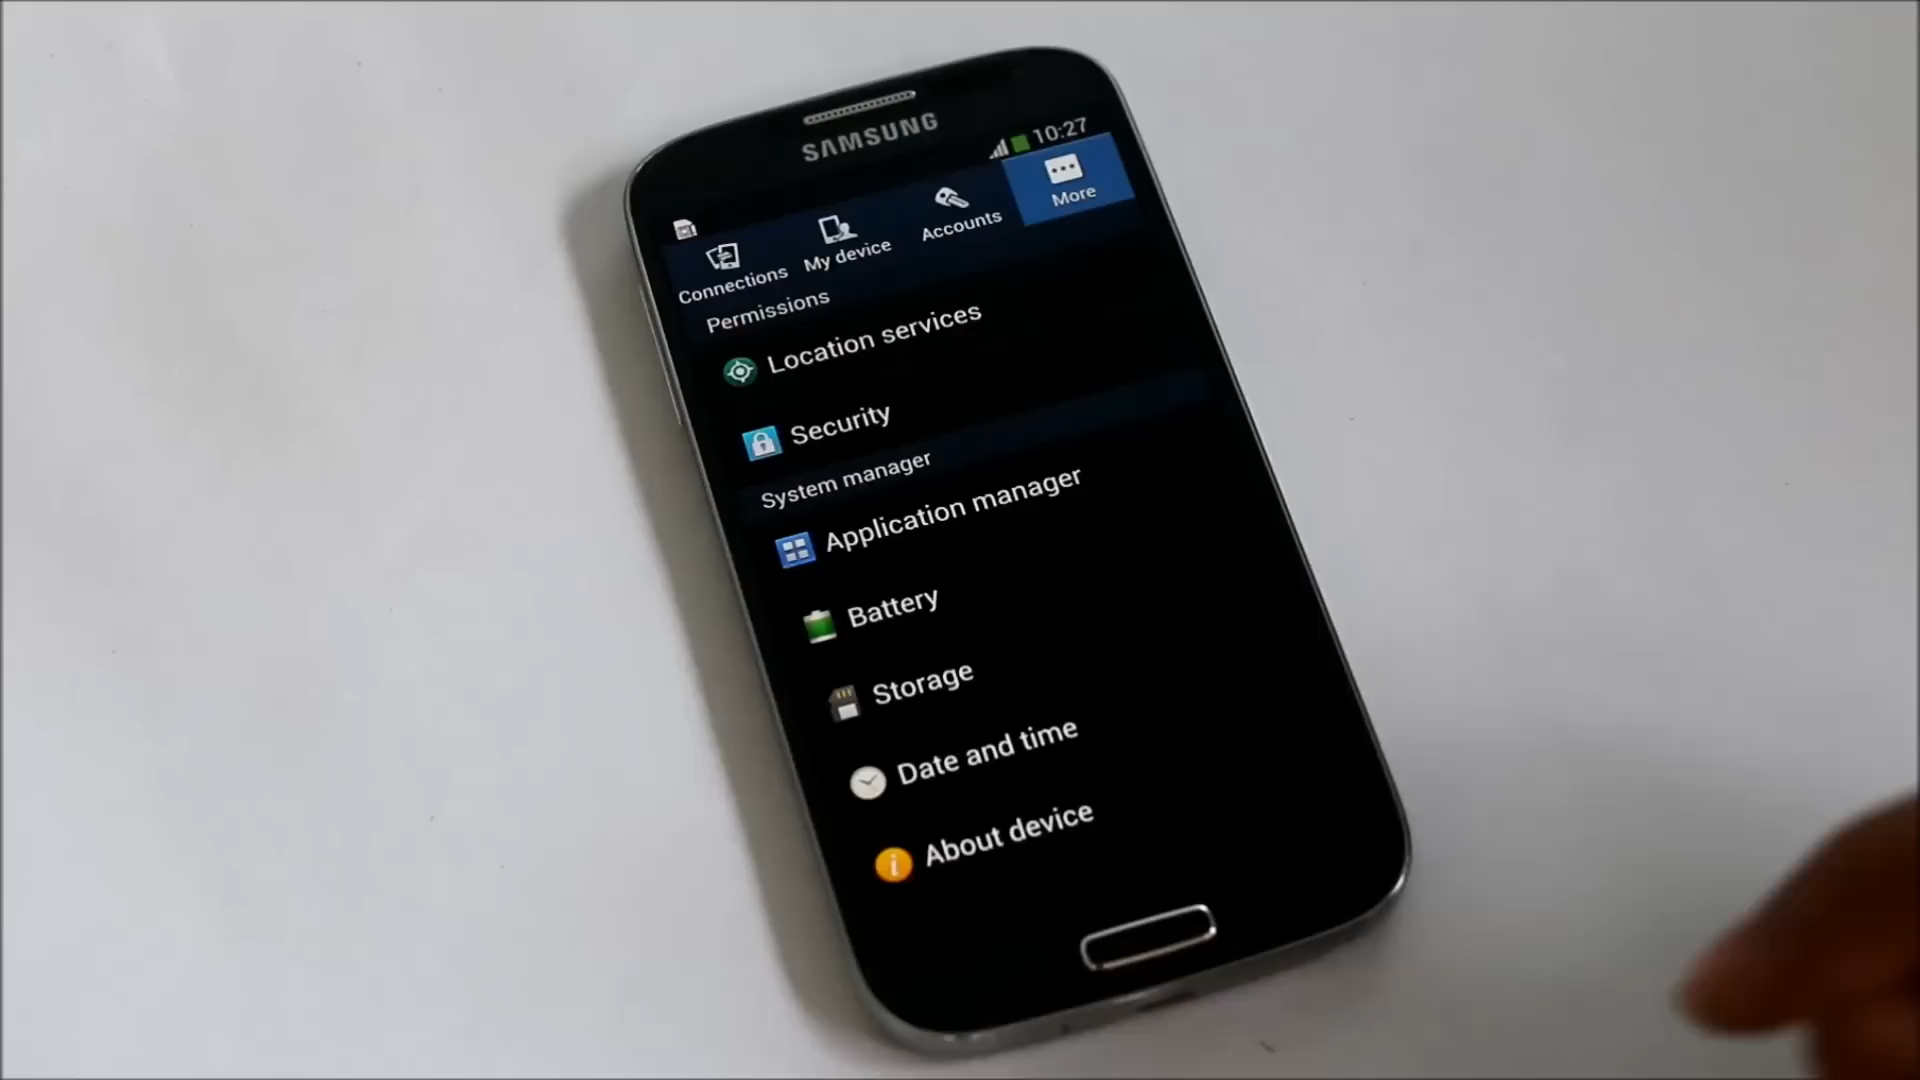 SAMSUNG
10:27
Connections
My device
Accounts
More
Permissions
Location services
Security
System manager
Application manager
Battery
Storage
Date and time
About device